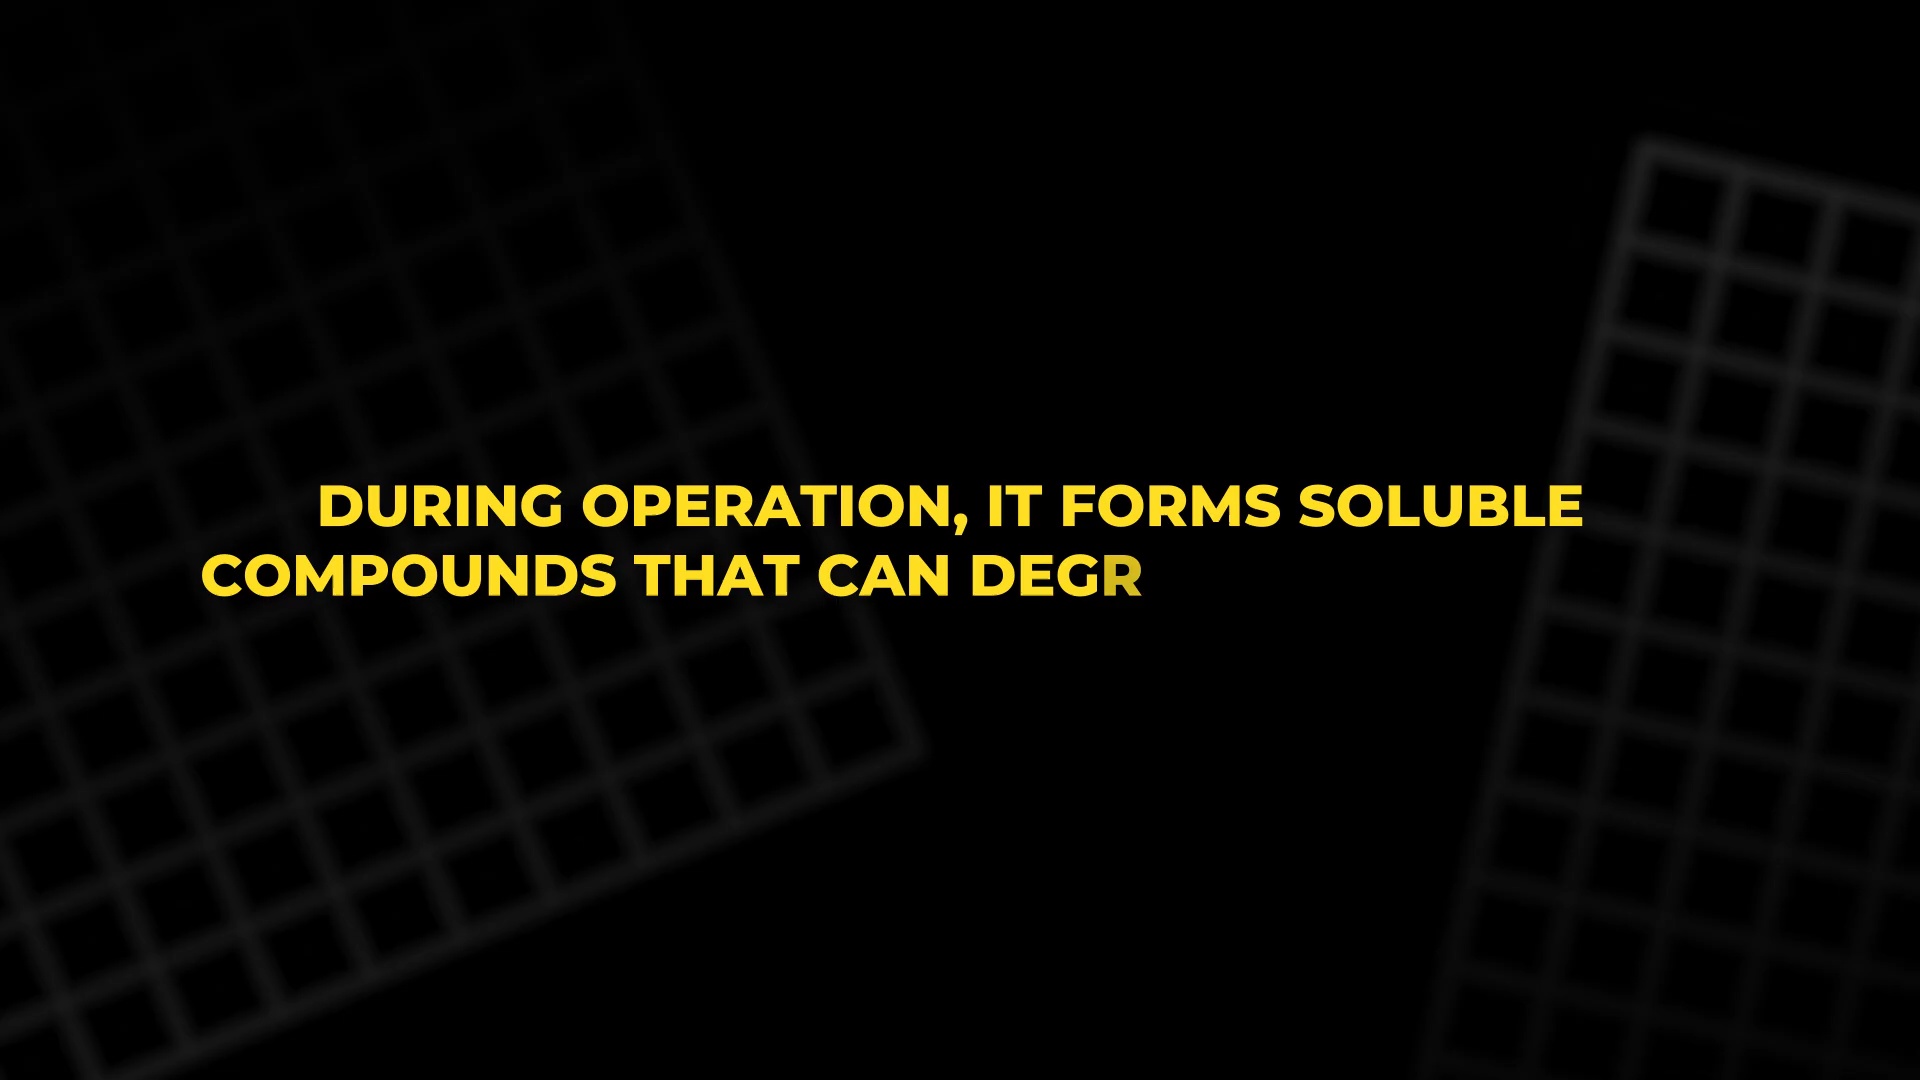 DURING OPERATION, IT FORMS SOLUBLE
COMPOUNDS THAT CAN DEGR